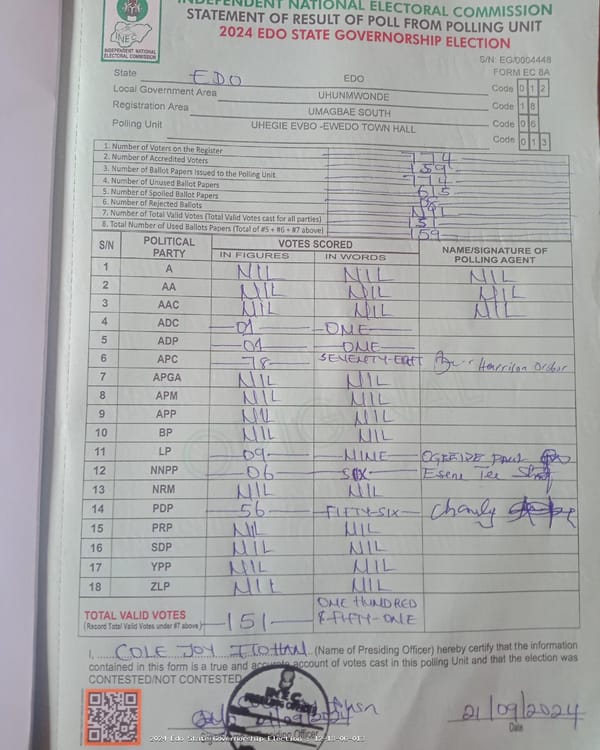 INDEPENDENT NATIONAL ELECTORAL COMMISSION
STATEMENT OF RESULT OF POLL FROM POLLING UNIT
2024 EDO STATE GOVERNORSHIP ELECTION
INEC
INDEPENDENT NATIONAL
ELECTORAL COMMISSION
S/N: EG/0004448
FORM EC 8A
State EDO EDO Code 0 1 2
Local Government Area UHUNMWONDE Code 1 8
Registration Area UMAGBAE SOUTH Code 0 6
Polling Unit UHEGIE EVBO -EWEDO TOWN HALL Code 0 1 3
1. Number of Voters on the Register 774
2. Number of Accredited Voters 159
3. Number of Ballot Papers Issued to the Polling Unit 774
4. Number of Unused Ballot Papers 615
5. Number of Spoiled Ballot Papers
6. Number of Rejected Ballots
7. Number of Total Valid Votes (Total Valid Votes cast for all parties) 151
8. Total Number of Used Ballots Papers (Total of #5 + #6 + #7 above) 159
S/N POLITICAL PARTY VOTES SCORED NAME/SIGNATURE OF POLLING AGENT
IN FIGURES IN WORDS
1 A NIL NIL NIL
2 AA NIL NIL NIL
3 AAC NIL NIL NIL
4 ADC 01 ONE
5 ADP 01 ONE
6 APC 78 Harrison
7 APGA NIL NIL
8 APM NIL NIL
9 APP NIL NIL
10 BP NIL NIL
11 LP 09 NINE
12 NNPP 06 SIX
13 NRM NIL NIL
14 PDP 56 FIFTY-SIX
15 PRP NIL NIL
16 SDP NIL NIL
17 YPP NIL NIL
18 ZLP NIL NIL
TOTAL VALID VOTES 151 ONE HUNDRED & FIFTY-ONE
(Record Total Valid Votes under #7 above)
I, COLE JOY (Name of Presiding Officer) hereby certify that the information
contained in this form is a true and accurate account of votes cast in this polling Unit and that the election was
CONTESTED/NOT CONTESTED
21/09/2024
21/09/2024
Date
2024 Edo State Governorship Election - 12-18-06-013